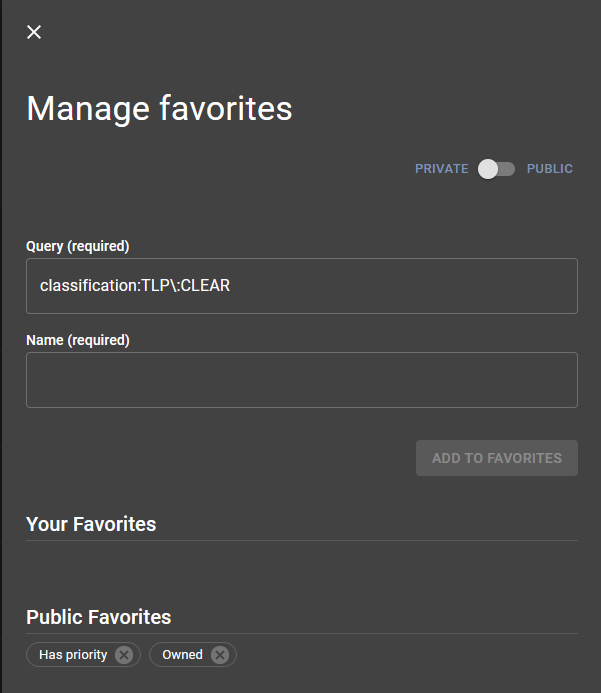 Manage favorites
PRIVATE PUBLIC
Query (required)
classification:TLP\:CLEAR
Name (required)
ADD TO FAVORITES
Your Favorites
Public Favorites
Has priority Owned